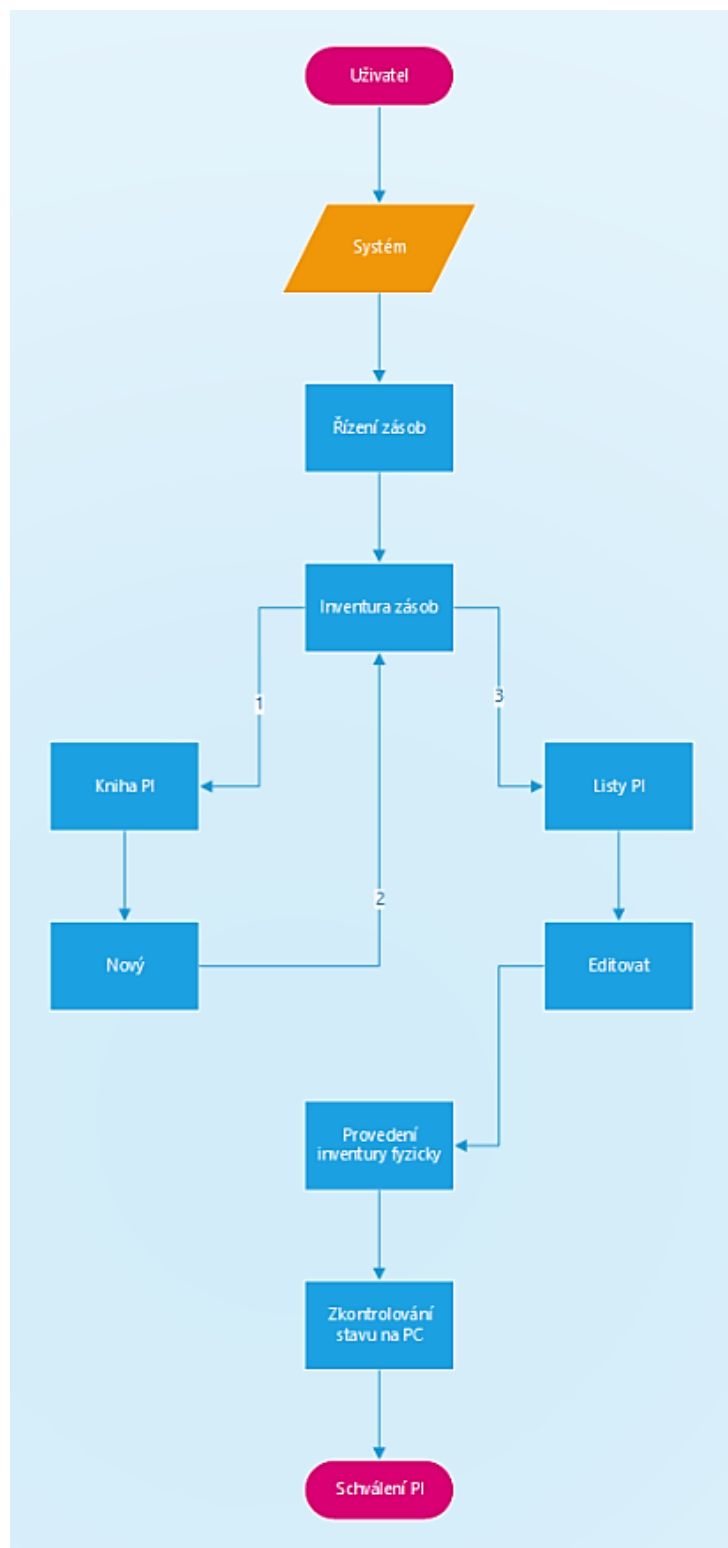 Uživatel
Systém
Řízení zásob
Inventura zásob
1
3
Kniha PI
Listy PI
2
Nový
Editovat
Provedení
inventury fyzicky
Zkontrolování
stavu na PC
Schválení PI